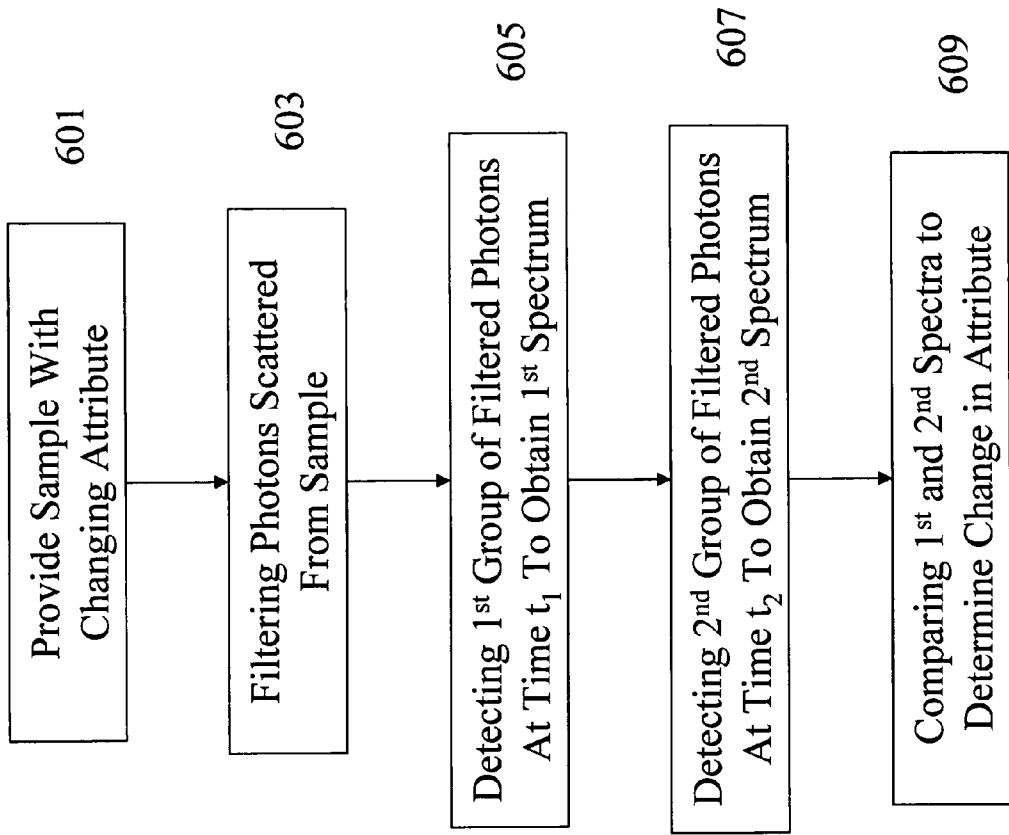 Provide Sample With
Changing Attribute
601
Filtering Photons Scattered
From Sample
603
Detecting 1st Group of Filtered Photons
At Time t1 To Obtain 1st Spectrum
605
Detecting 2nd Group of Filtered Photons
At Time t2 To Obtain 2nd Spectrum
607
Comparing 1st and 2nd Spectra to
Determine Change in Attribute
609